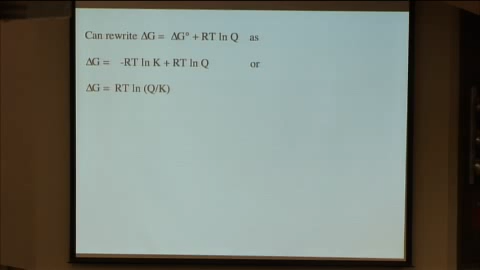 Can rewrite ΔG = ΔG° + RT ln Q as
ΔG = -RT ln K + RT ln Q or
ΔG = RT ln (Q/K)